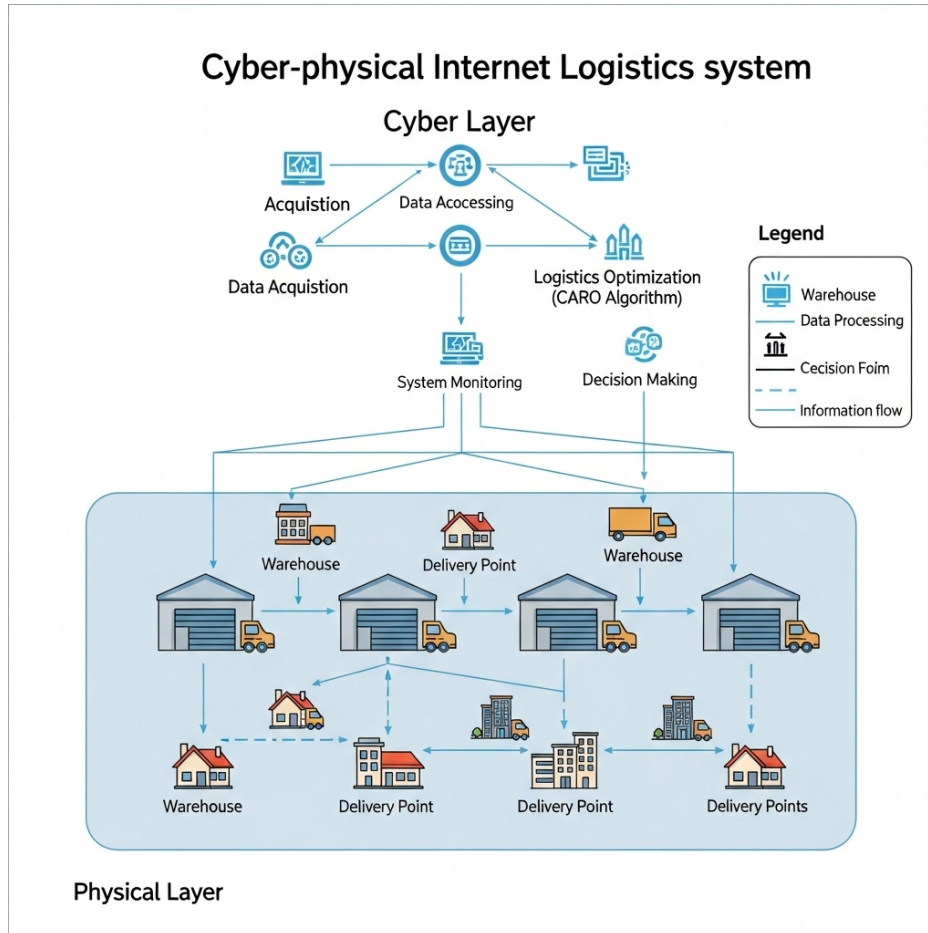 Cyber-physical Internet Logistics system
Cyber Layer
Acquistion
Data Acocessing
Data Acquistion
Logistics Optimization
(CARO Algorithm)
System Monitoring
Decision Making
Legend
Warehouse
Data Processing
Cecision Foim
Information flow
Warehouse
Delivery Point
Warehouse
Warehouse
Delivery Point
Delivery Point
Delivery Points
Physical Layer